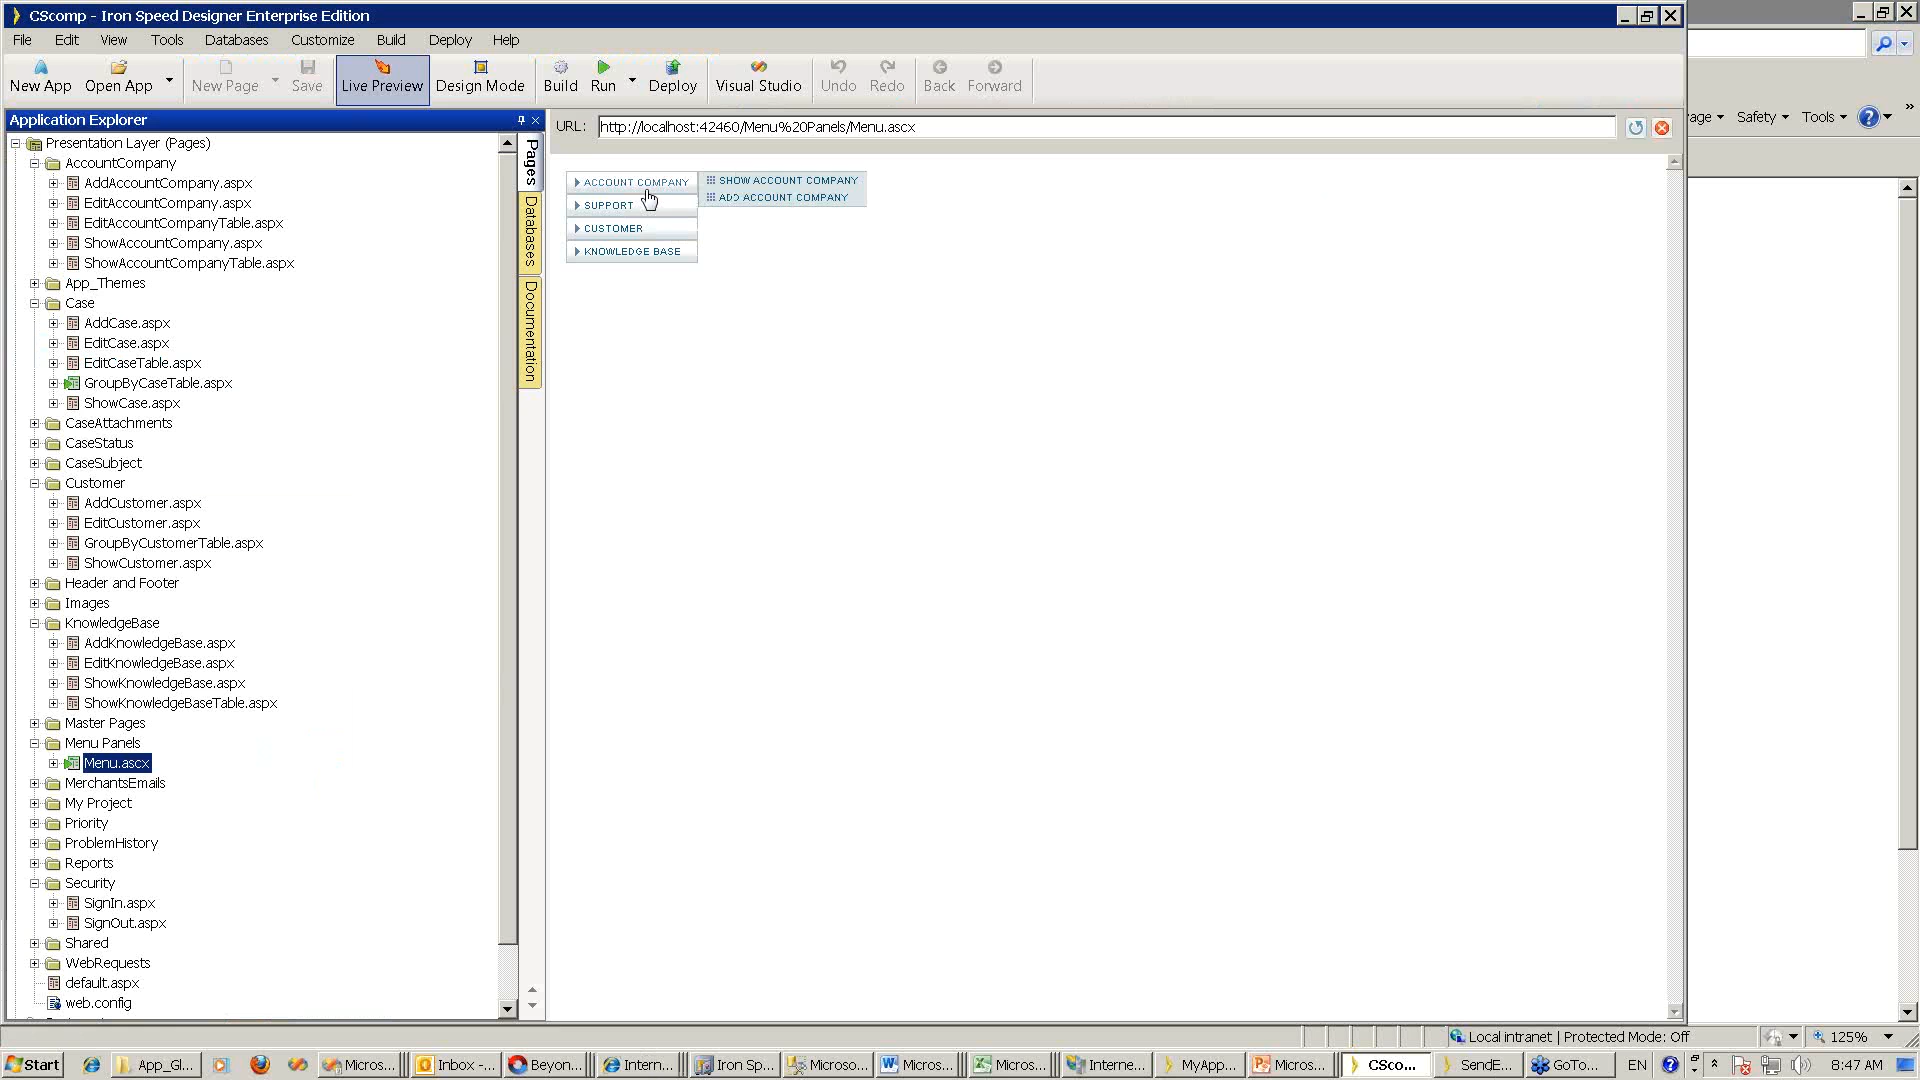 CScomp - Iron Speed Designer Enterprise Edition
File Edit View Tools Databases Customize Build Deploy Help
New App Open App New Page Save Live Preview Design Mode Build Run Deploy Visual Studio Undo Redo Back Forward
Application Explorer
URL: http://localhost:42460/Menu%20Panels/Menu.ascx
Safety Tools
Presentation Layer (Pages)
AccountCompany
AddAccountCompany.aspx
EditAccountCompany.aspx
EditAccountCompanyTable.aspx
ShowAccountCompany.aspx
ShowAccountCompanyTable.aspx
App_Themes
Case
AddCase.aspx
EditCase.aspx
EditCaseTable.aspx
GroupByCaseTable.aspx
ShowCase.aspx
CaseAttachments
CaseStatus
CaseSubject
Customer
AddCustomer.aspx
EditCustomer.aspx
GroupByCustomerTable.aspx
ShowCustomer.aspx
Header and Footer
Images
KnowledgeBase
AddKnowledgeBase.aspx
EditKnowledgeBase.aspx
ShowKnowledgeBase.aspx
ShowKnowledgeBaseTable.aspx
Master Pages
Menu Panels
Menu.ascx
MerchantsEmails
My Project
Priority
ProblemHistory
Reports
Security
SignIn.aspx
SignOut.aspx
Shared
WebRequests
default.aspx
web.config
Pages
Databases
Documentation
ACCOUNT COMPANY
SUPPORT
CUSTOMER
KNOWLEDGE BASE
SHOW ACCOUNT COMPANY
ADD ACCOUNT COMPANY
Local intranet | Protected Mode: Off 125%
Start App_Gl... Micros... Inbox -... Beyon... Intern... Iron Sp... Microso... Micros... Micros... Interne... MyApp... Micros... CSco... SendE... GoTo... EN 8:47 AM